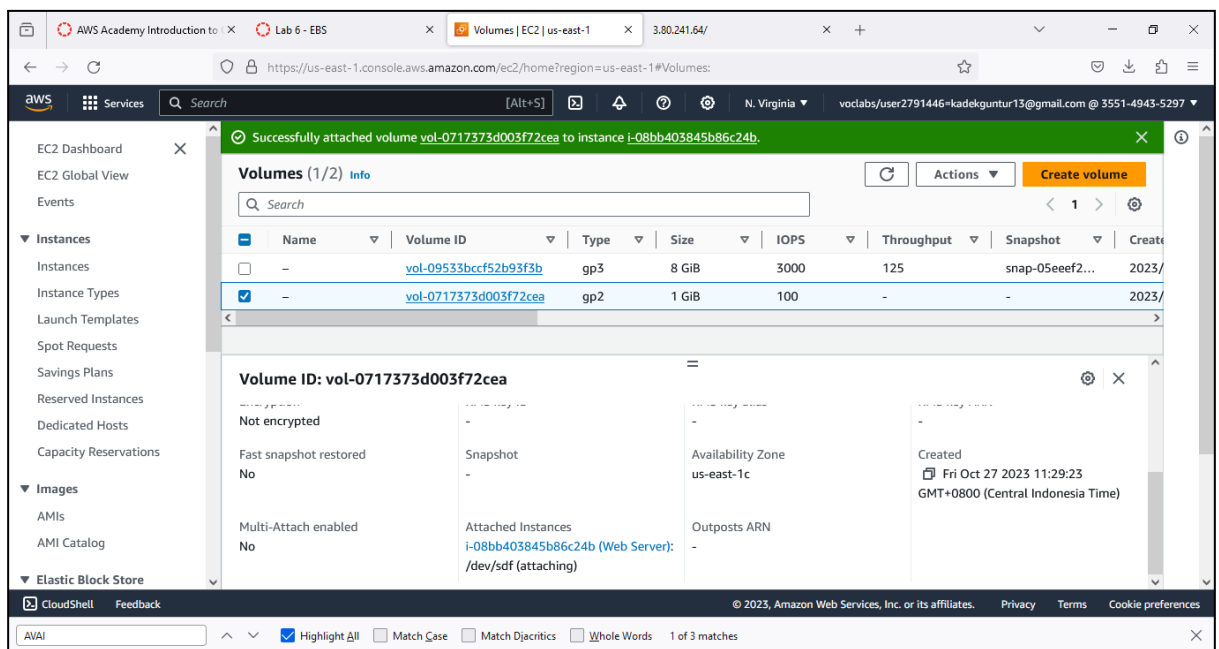 AWS Academy Introduction to C
Lab 6 - EBS
Volumes | EC2 | us-east-1
3.80.241.64/
https://us-east-1.console.aws.amazon.com/ec2/home?region=us-east-1#Volumes:
aws Services Search [Alt+S] N. Virginia voclabs/user2791446=kadekguntur13@gmail.com @ 3551-4943-5297
EC2 Dashboard
EC2 Global View
Events
Instances
Instances
Instance Types
Launch Templates
Spot Requests
Savings Plans
Reserved Instances
Dedicated Hosts
Capacity Reservations
Images
AMIs
AMI Catalog
Elastic Block Store
Successfully attached volume vol-0717373d003f72cea to instance i-08bb403845b86c24b.
Volumes (1/2) Info
Actions
Create volume
Search
1
Name Volume ID Type Size IOPS Throughput Snapshot Create
– vol-09533bccf52b93f3b gp3 8 GiB 3000 125 snap-05eeef2... 2023/
– vol-0717373d003f72cea gp2 1 GiB 100 - - 2023/
Volume ID: vol-0717373d003f72cea
Not encrypted - - -
Fast snapshot restored Snapshot Availability Zone Created
No - us-east-1c Fri Oct 27 2023 11:29:23
GMT+0800 (Central Indonesia Time)
Multi-Attach enabled Attached Instances Outposts ARN
No i-08bb403845b86c24b (Web Server): -
/dev/sdf (attaching)
CloudShell Feedback © 2023, Amazon Web Services, Inc. or its affiliates. Privacy Terms Cookie preferences
AVAI Highlight All Match Case Match Diacritics Whole Words 1 of 3 matches